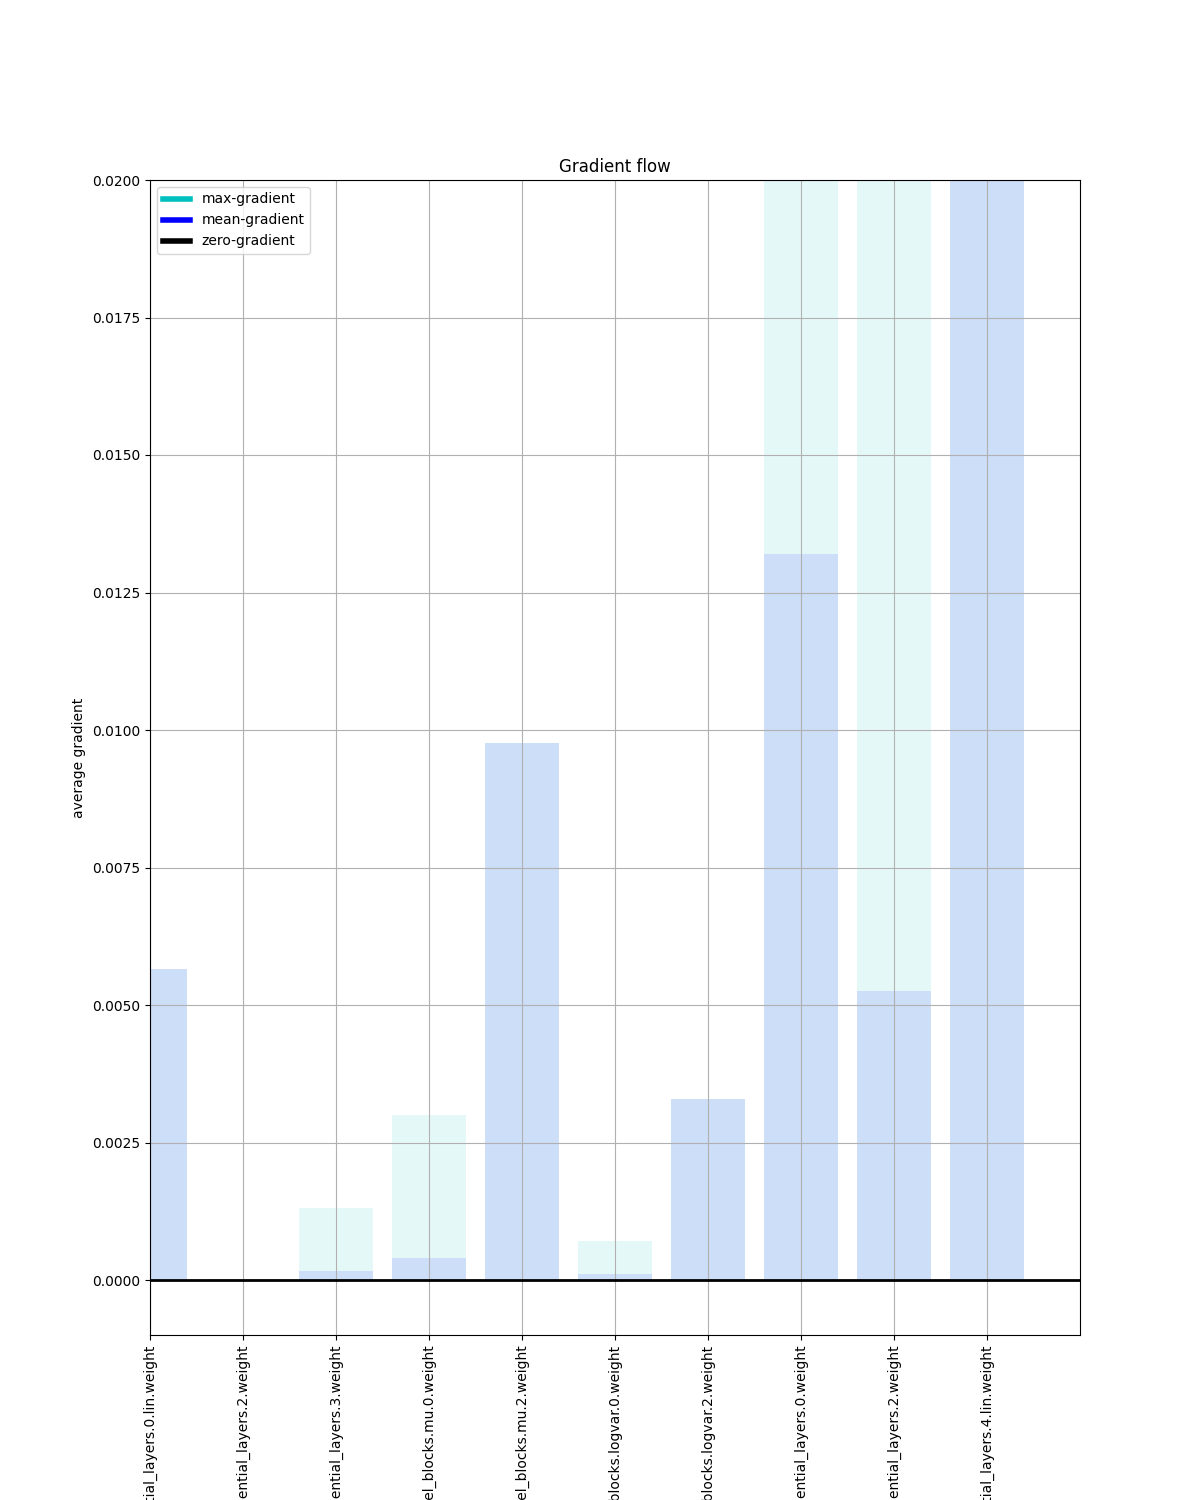 Gradient flow
max-gradient
mean-gradient
zero-gradient
0.0200
0.0175
0.0150
0.0125
0.0100
0.0075
0.0050
0.0025
0.0000
average gradient
tial_layers.0.lin.weight
ential_layers.2.weight
ential_layers.3.weight
el_blocks.mu.0.weight
el_blocks.mu.2.weight
blocks.logvar.0.weight
blocks.logvar.2.weight
ential_layers.0.weight
ential_layers.2.weight
tial_layers.4.lin.weight